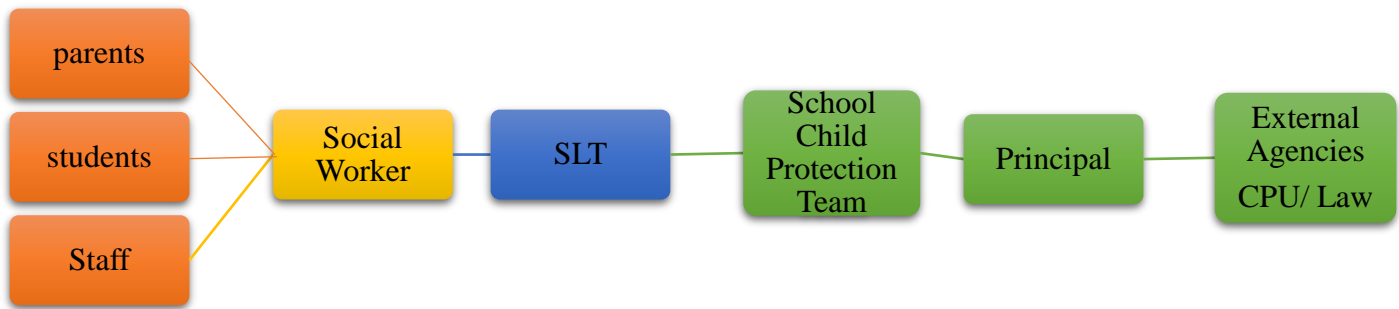 parents
students
Staff
Social
Worker
SLT
School
Child
Protection
Team
Principal
External
Agencies
CPU/ Law